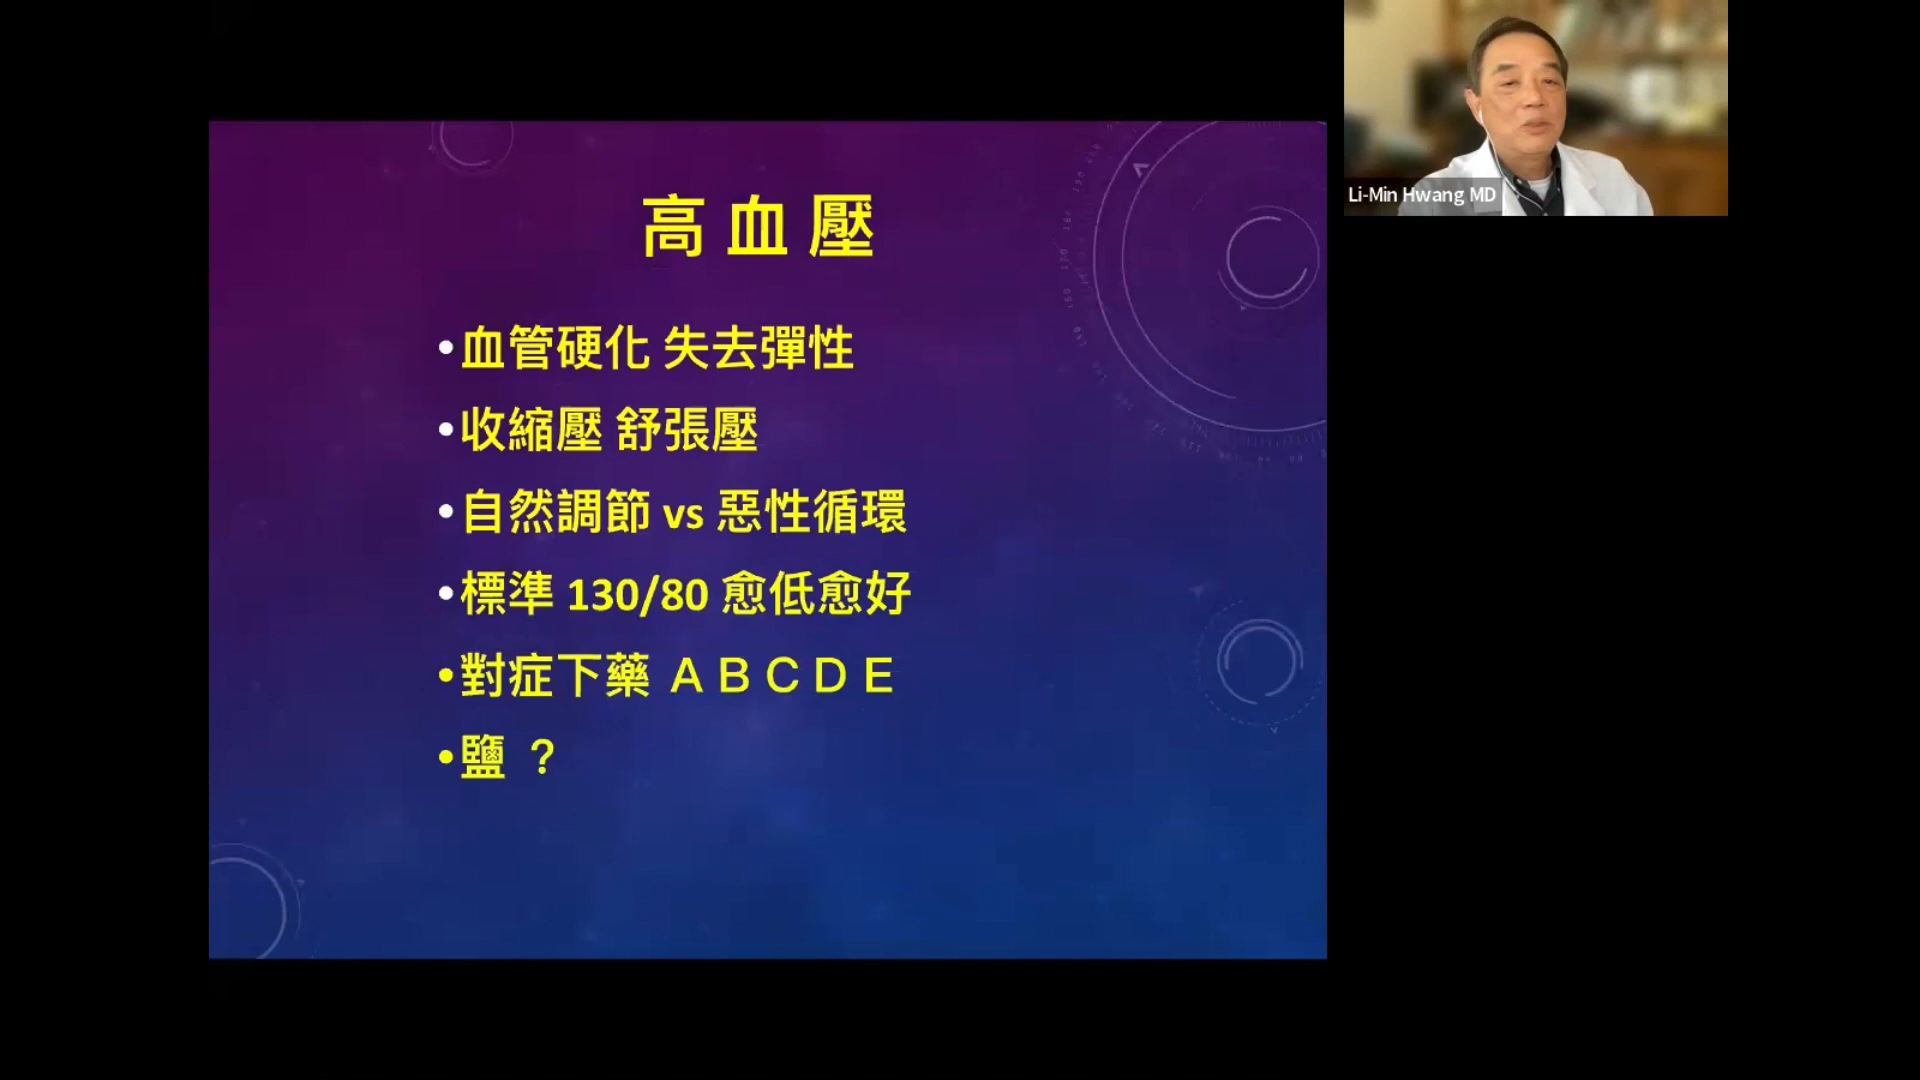 高血壓
•血管硬化 失去彈性
•收縮壓 舒張壓
•自然調節 vs 惡性循環
•標準 130/80 愈低愈好
•對症下藥 ＡＢＣＤＥ
•鹽 ？
Li-Min Hwang MD